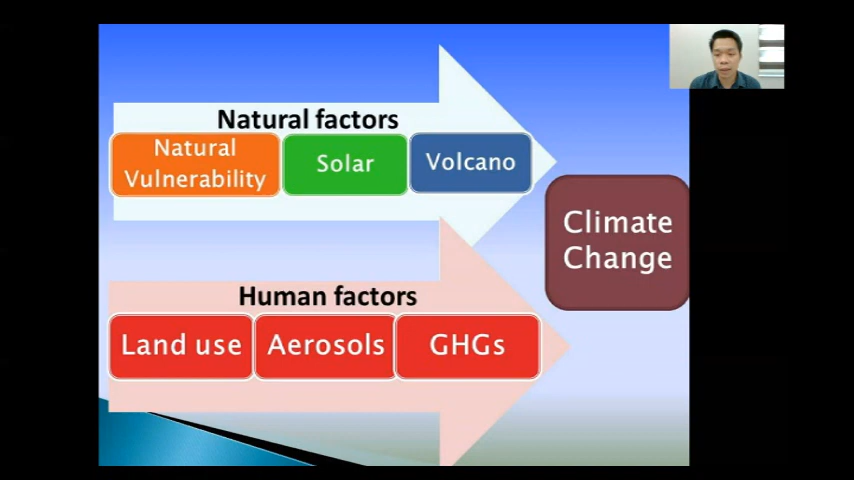 Natural factors
Natural
Vulnerability
Solar
Volcano
Climate
Change
Human factors
Land use
Aerosols
GHGs